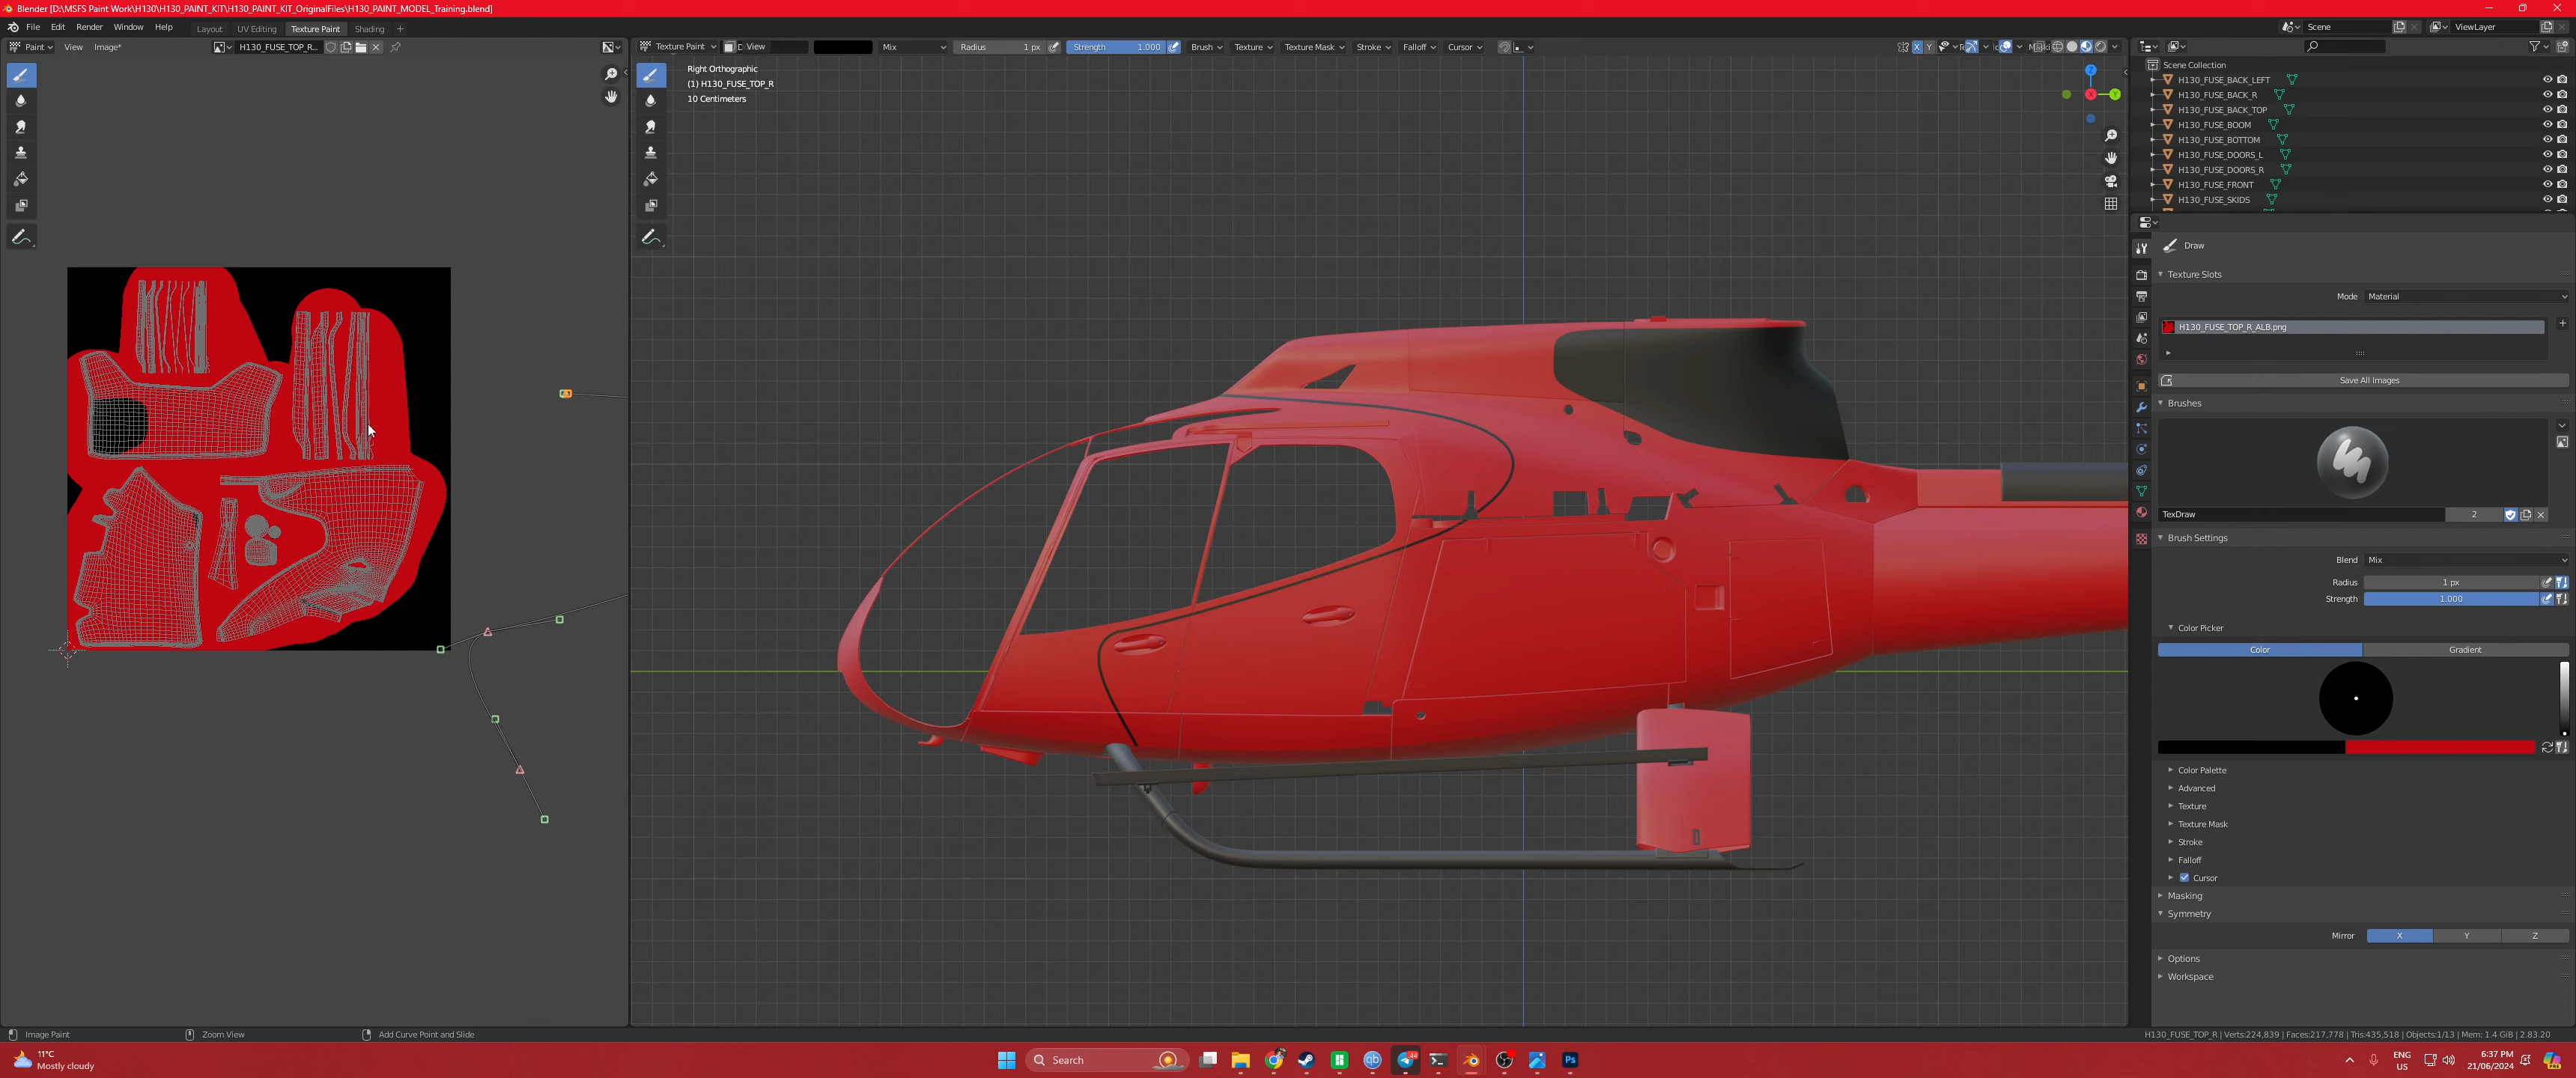 Blender [D:\MSFS Paint Work\H130\H130_PAINT_KIT\H130_PAINT_KIT_OriginalFiles\H130_PAINT_MODEL_Training.blend]
File Edit Render Window Help Layout UV Editing Texture Paint Shading +
Scene ViewLayer
Paint View Image* H130_FUSE_TOP_R...
Texture Paint View Mix Radius 1 px Strength 1.000 Brush Texture Texture Mask Stroke Falloff Cursor X Y
Right Orthographic
(1) H130_FUSE_TOP_R
10 Centimeters
Z
X
Y
Scene Collection
H130_FUSE_BACK_LEFT
H130_FUSE_BACK_R
H130_FUSE_BACK_TOP
H130_FUSE_BOOM
H130_FUSE_BOTTOM
H130_FUSE_DOORS_L
H130_FUSE_DOORS_R
H130_FUSE_FRONT
H130_FUSE_SKIDS
Draw
Texture Slots
Mode Material
H130_FUSE_TOP_R_ALB.png
Save All Images
Brushes
TexDraw 2
Brush Settings
Blend Mix
Radius 1 px
Strength 1.000
Color Picker
Color Gradient
Color Palette
Advanced
Texture
Texture Mask
Stroke
Falloff
Cursor
Masking
Symmetry
Mirror X Y Z
Options
Workspace
Image Paint Zoom View Add Curve Point and Slide
H130_FUSE_TOP_R | Verts:224,839 | Faces:217,778 | Tris:435,518 | Objects:1/13 | Mem: 1.4 GiB | 2.83.20
11°C
Mostly cloudy
Search
qb
44
Ps
ENG
US
6:37 PM
21/06/2024